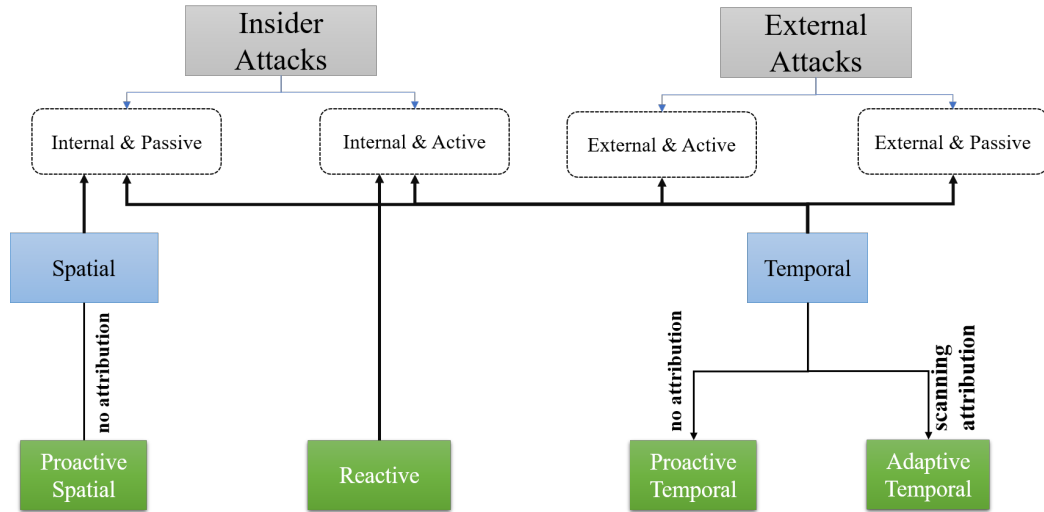 Insider
Attacks
External
Attacks
Internal & Passive
Internal & Active
External & Active
External & Passive
Spatial
Temporal
no attribution
no attribution
scanning
attribution
Proactive
Spatial
Reactive
Proactive
Temporal
Adaptive
Temporal